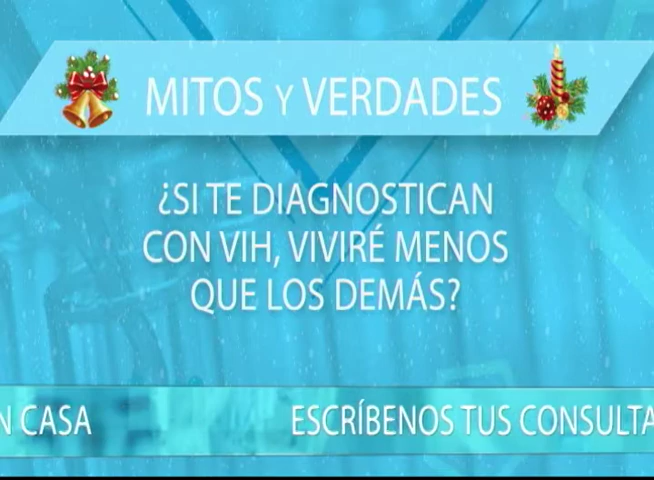 MITOS Y VERDADES
¿SI TE DIAGNOSTICAN
CON VIH, VIVIRÉ MENOS
QUE LOS DEMÁS?
N CASA ESCRÍBENOS TUS CONSULTA